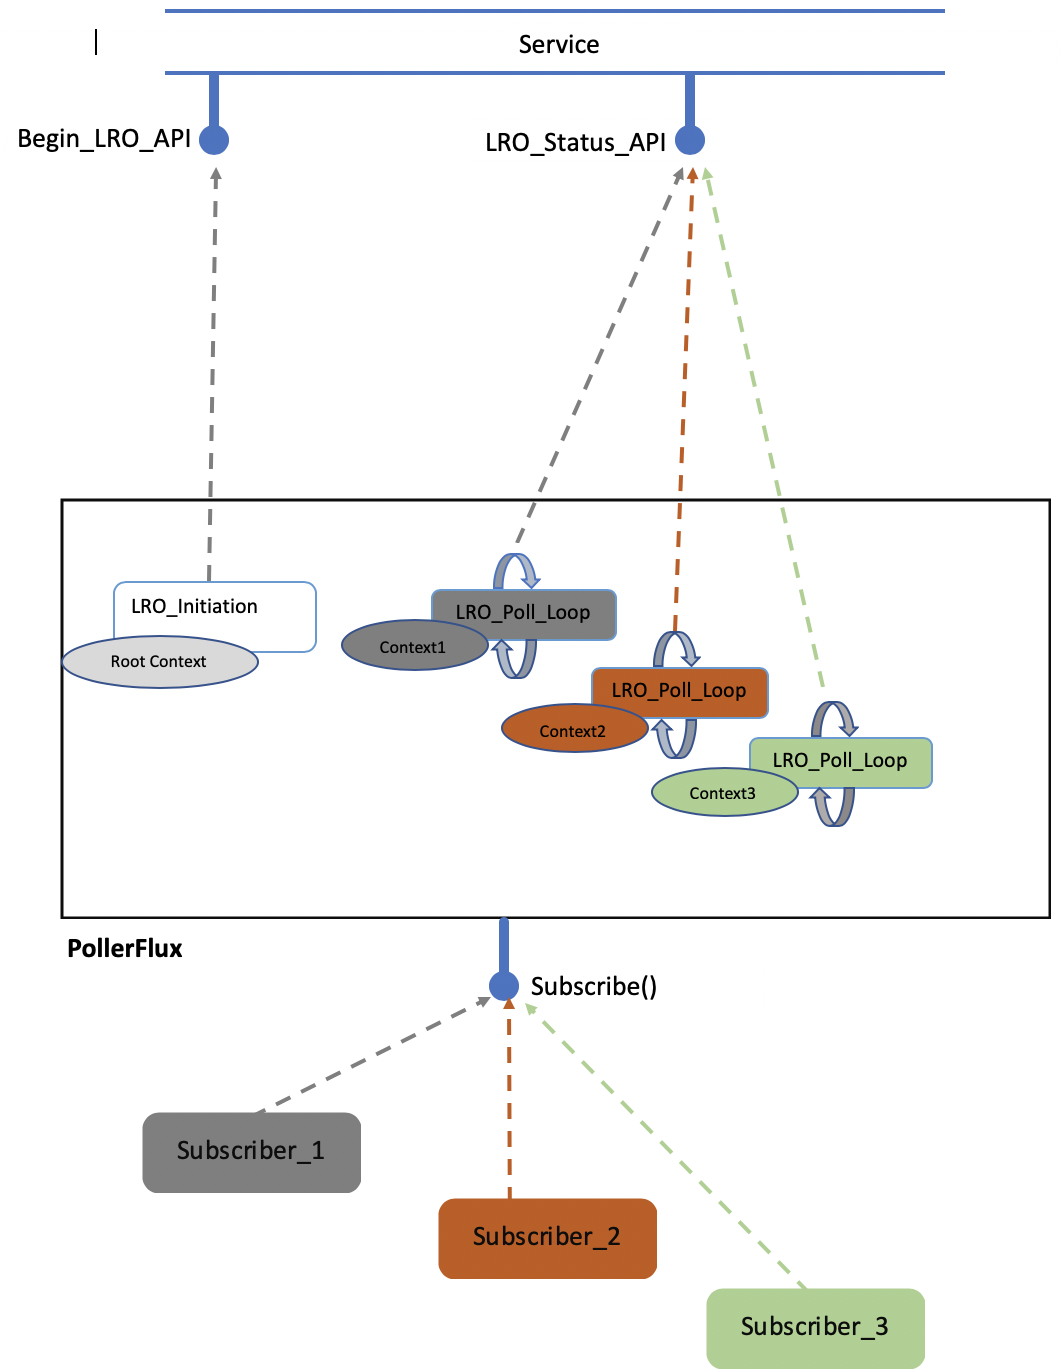 Service
Begin_LRO_API
LRO_Status_API
LRO_Initiation
Root Context
LRO_Poll_Loop
Context1
LRO_Poll_Loop
Context2
LRO_Poll_Loop
Context3
PollerFlux
Subscribe()
Subscriber_1
Subscriber_2
Subscriber_3